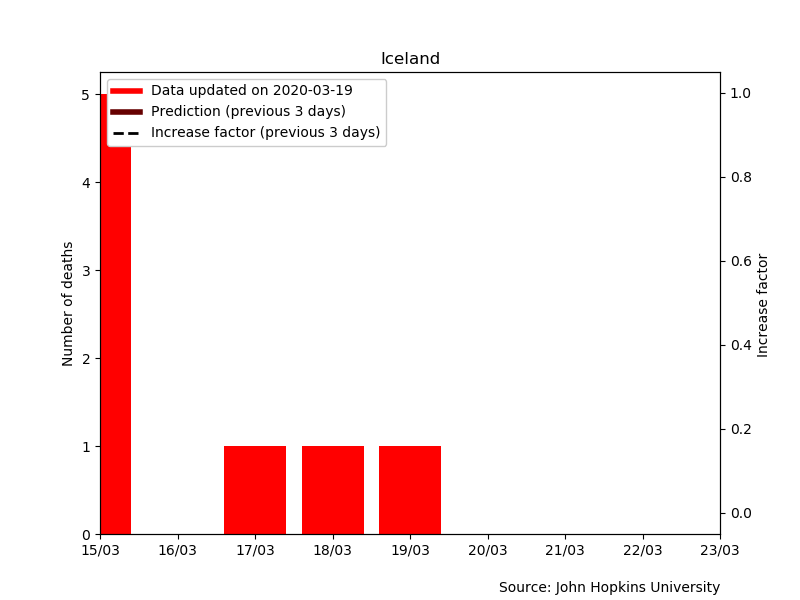 Iceland
Data updated on 2020-03-19
Prediction (previous 3 days)
Increase factor (previous 3 days)
Number of deaths
5
4
3
2
1
0
1.0
0.8
0.6
0.4
0.2
0.0
Increase factor
15/03 16/03 17/03 18/03 19/03 20/03 21/03 22/03 23/03
Source: John Hopkins University